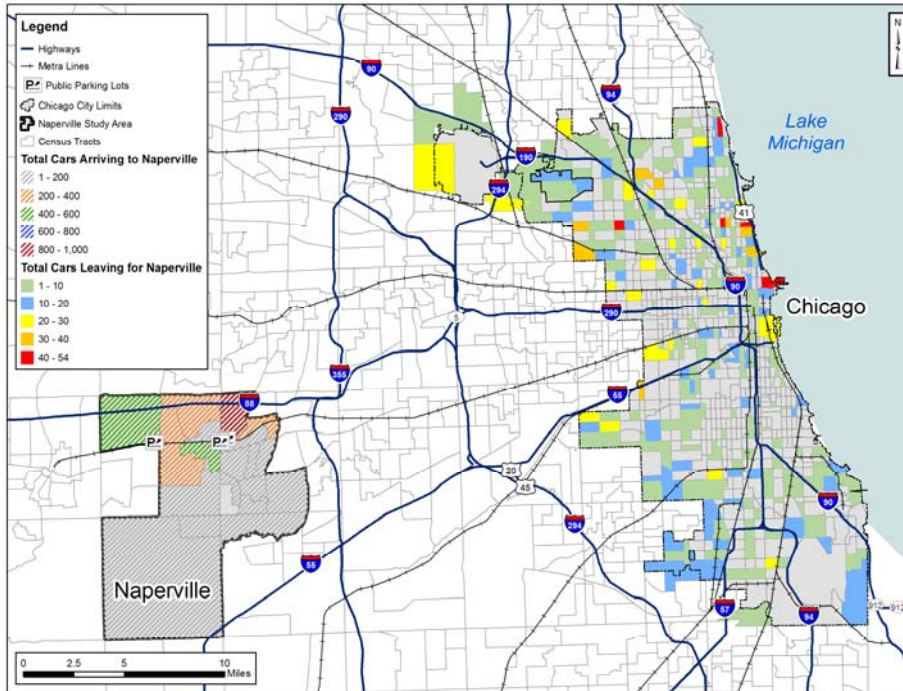 Legend
Highways
Metra Lines
P Public Parking Lots
Chicago City Limits
Naperville Study Area
Census Tracts
Total Cars Arriving to Naperville
1 - 200
200 - 400
400 - 600
600 - 800
800 - 1,000
Total Cars Leaving for Naperville
1 - 10
10 - 20
20 - 30
30 - 40
40 - 54
N
90
94
290
Lake
Michigan
190
294
41
90
Chicago
290
5
355
55
88
P
P
20
45
90
294
55
Naperville
57
94
912
912
0 2.5 5 10
Miles